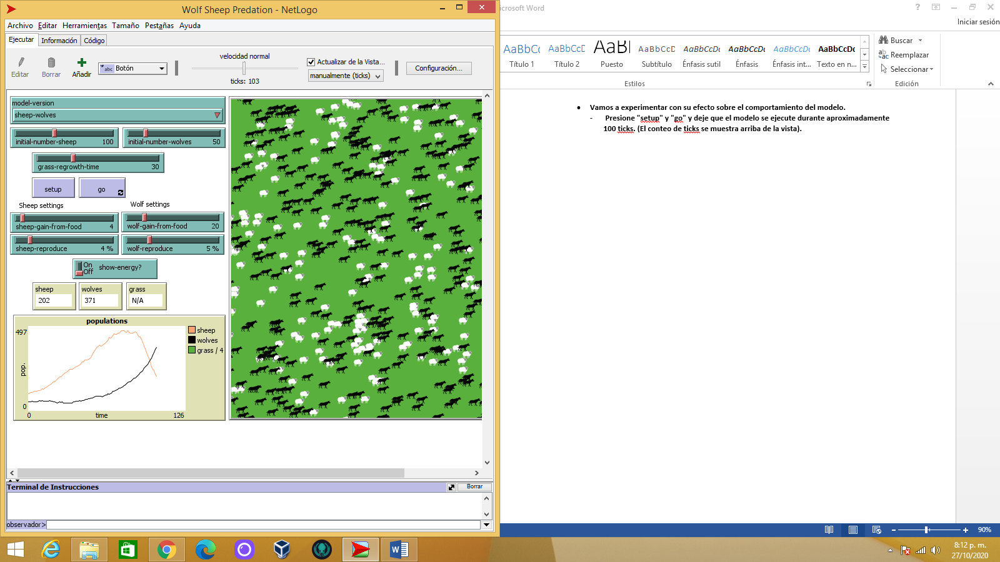 Wolf Sheep Predation - NetLogo
Archivo Editar Herramientas Tamaño Pestañas Ayuda
Ejecutar Información Código
Editar Borrar Añadir
abc Botón
velocidad normal
ticks: 103
Actualizar de la Vista...
manualmente (ticks)
Configuración...
model-version
sheep-wolves
initial-number-sheep 100
initial-number-wolves 50
grass-regrowth-time 30
setup
go
Sheep settings
Wolf settings
sheep-gain-from-food 4
wolf-gain-from-food 20
sheep-reproduce 4 %
wolf-reproduce 5 %
On
Off
show-energy?
sheep
202
wolves
371
grass
N/A
populations
497
pop.
0
0
time
126
sheep
wolves
grass / 4
Terminal de Instrucciones
Borrar
observador>
icrosoft Word
Iniciar sesión
AaBbCc AaBbCcD AaBl AaBbCcD AaBbCcDc AaBbCcDc AaBbCcDc AaBbCcDc
Título 1 Título 2 Puesto Subtítulo Énfasis sutil Énfasis Énfasis int... Texto en n...
Estilos
Buscar
Reemplazar
Seleccionar
Edición
• Vamos a experimentar con su efecto sobre el comportamiento del modelo.
- Presione "setup" y "go" y deje que el modelo se ejecute durante aproximadamente
100 ticks. (El conteo de ticks se muestra arriba de la vista).
90%
8:12 p. m.
27/10/2020